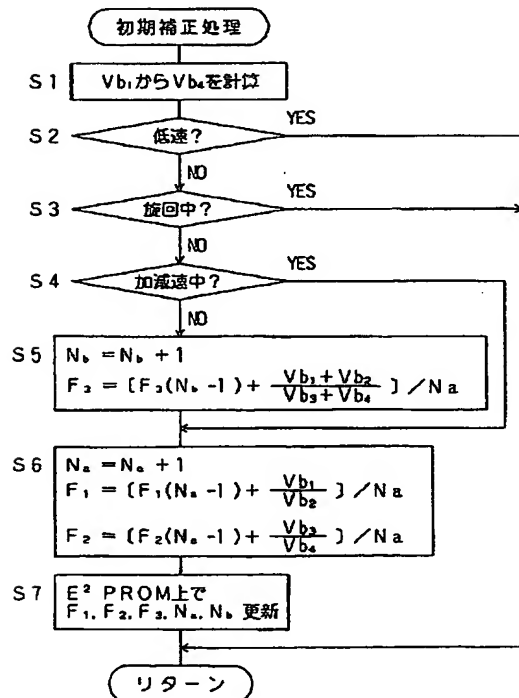 初期補正処理
S1 Vb₁からVb₄を計算
YES
S2 低速?
NO
YES
S3 旋回中?
NO
YES
S4 加減速中?
NO
S5 N_b =N_b +1
F₃ = [F₃(N_b -1)+ (Vb₁+Vb₂)/(Vb₃+Vb₄) ]/Na
S6 N_a =N_a +1
F₁ = [F₁(N_a -1)+ Vb₁/Vb₂ ]/Na
F₂ = [F₂(N_a -1)+ Vb₃/Vb₄ ]/Na
S7 E² PROM上で
F₁, F₂, F₃, N_a, N_b 更新
リターン